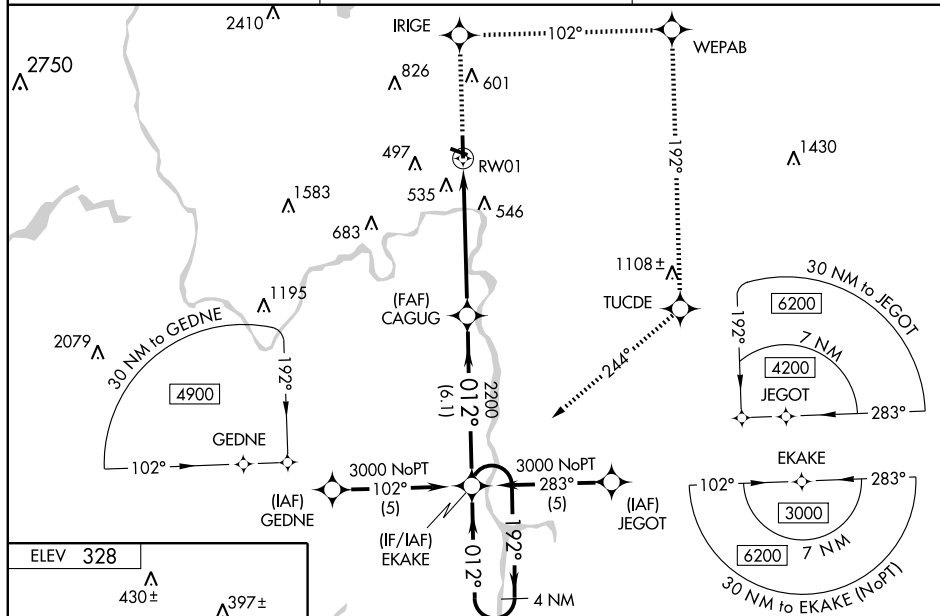 2410
IRIGE
102°
WEPAB
2750
826
601
192°
1430
497
RW01
535
1583
546
683
1108±
30 NM to JEGOT
6200
192°
7 NM
4200
JEGOT
283°
(FAF)
CAGUG
TUCDE
1195
244°
2079
30 NM to GEDNE
192°
4900
GEDNE
102°
2200
012°
(6.1)
3000 NoPT
102°
(5)
(IAF)
GEDNE
3000 NoPT
283°
(5)
(IAF)
JEGOT
(IF/IAF)
EKAKE
192°
012°
4 NM
EKAKE
102°
283°
3000
7 NM
6200
30 NM to EKAKE (NoPT)
ELEV 328
430±
397±